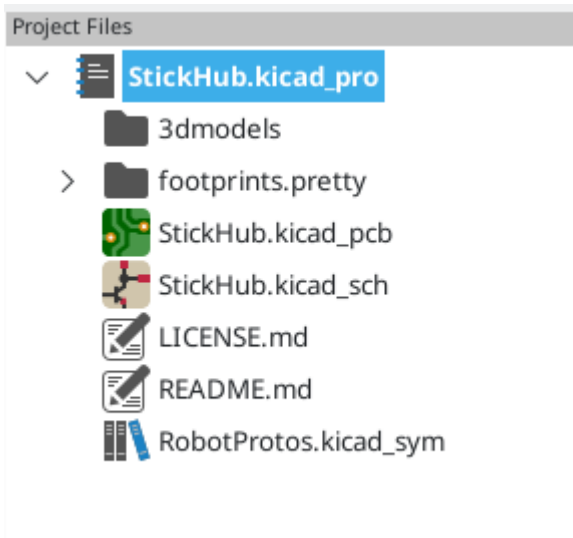 Project Files
StickHub.kicad_pro
3dmodels
footprints.pretty
StickHub.kicad_pcb
StickHub.kicad_sch
LICENSE.md
README.md
RobotProtos.kicad_sym